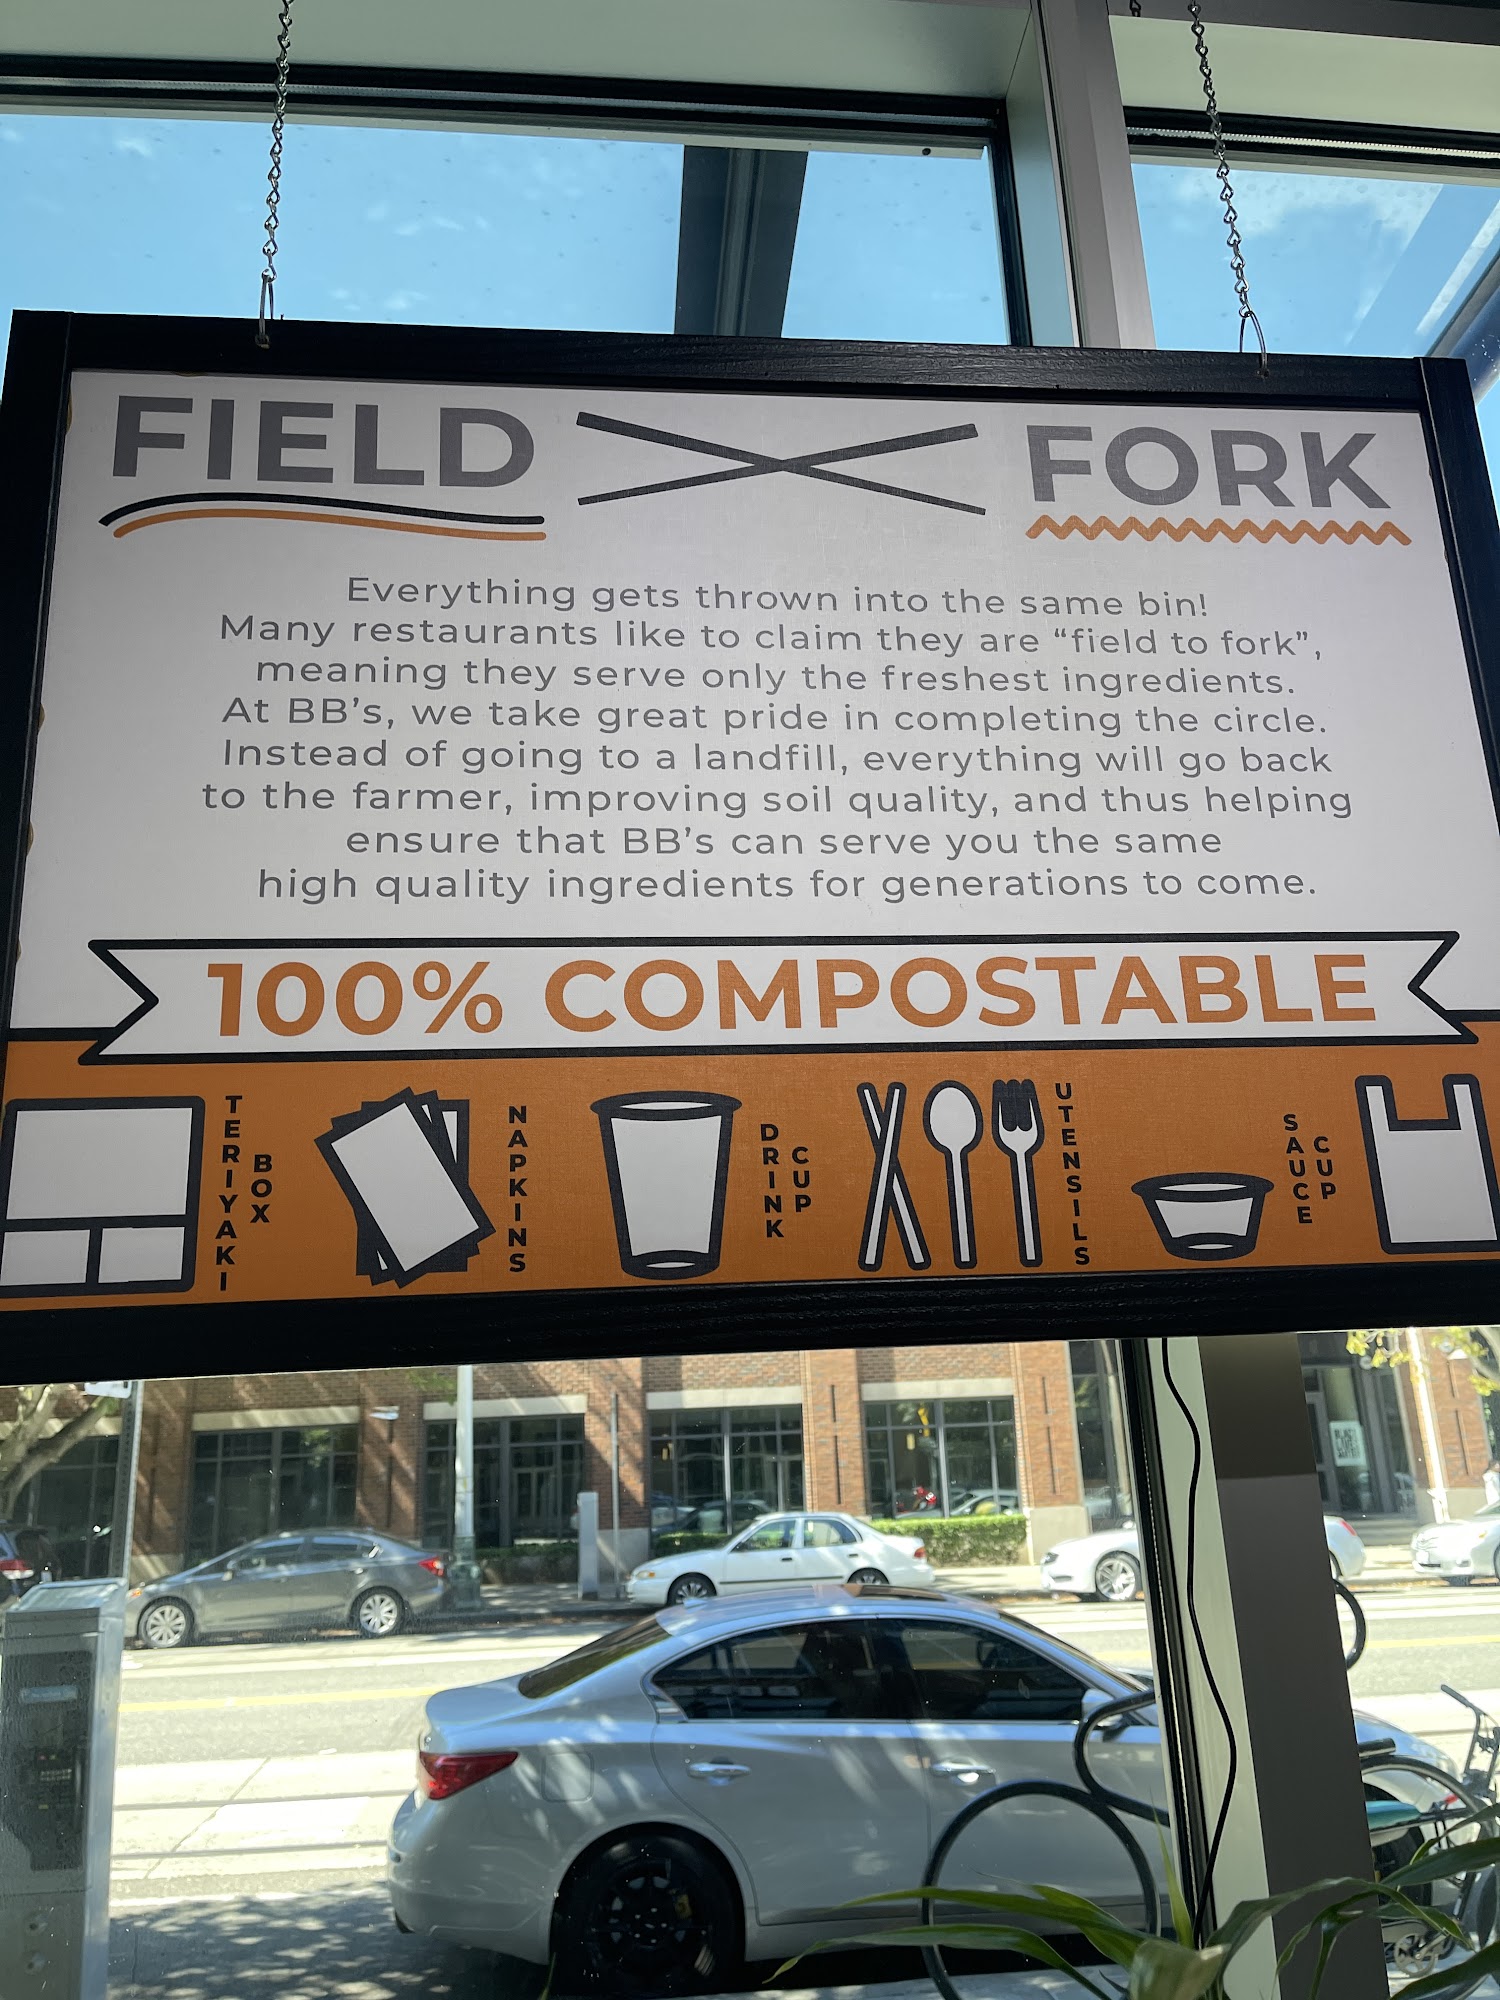 FIELD FORK
Everything gets thrown into the same bin!
Many restaurants like to claim they are “field to fork”,
meaning they serve only the freshest ingredients.
At BB’s, we take great pride in completing the circle.
Instead of going to a landfill, everything will go back
to the farmer, improving soil quality, and thus helping
ensure that BB’s can serve you the same
high quality ingredients for generations to come.
100% COMPOSTABLE
TERIYAKI BOX
NAPKINS
DRINK CUP
UTENSILS
SAUCE CUP